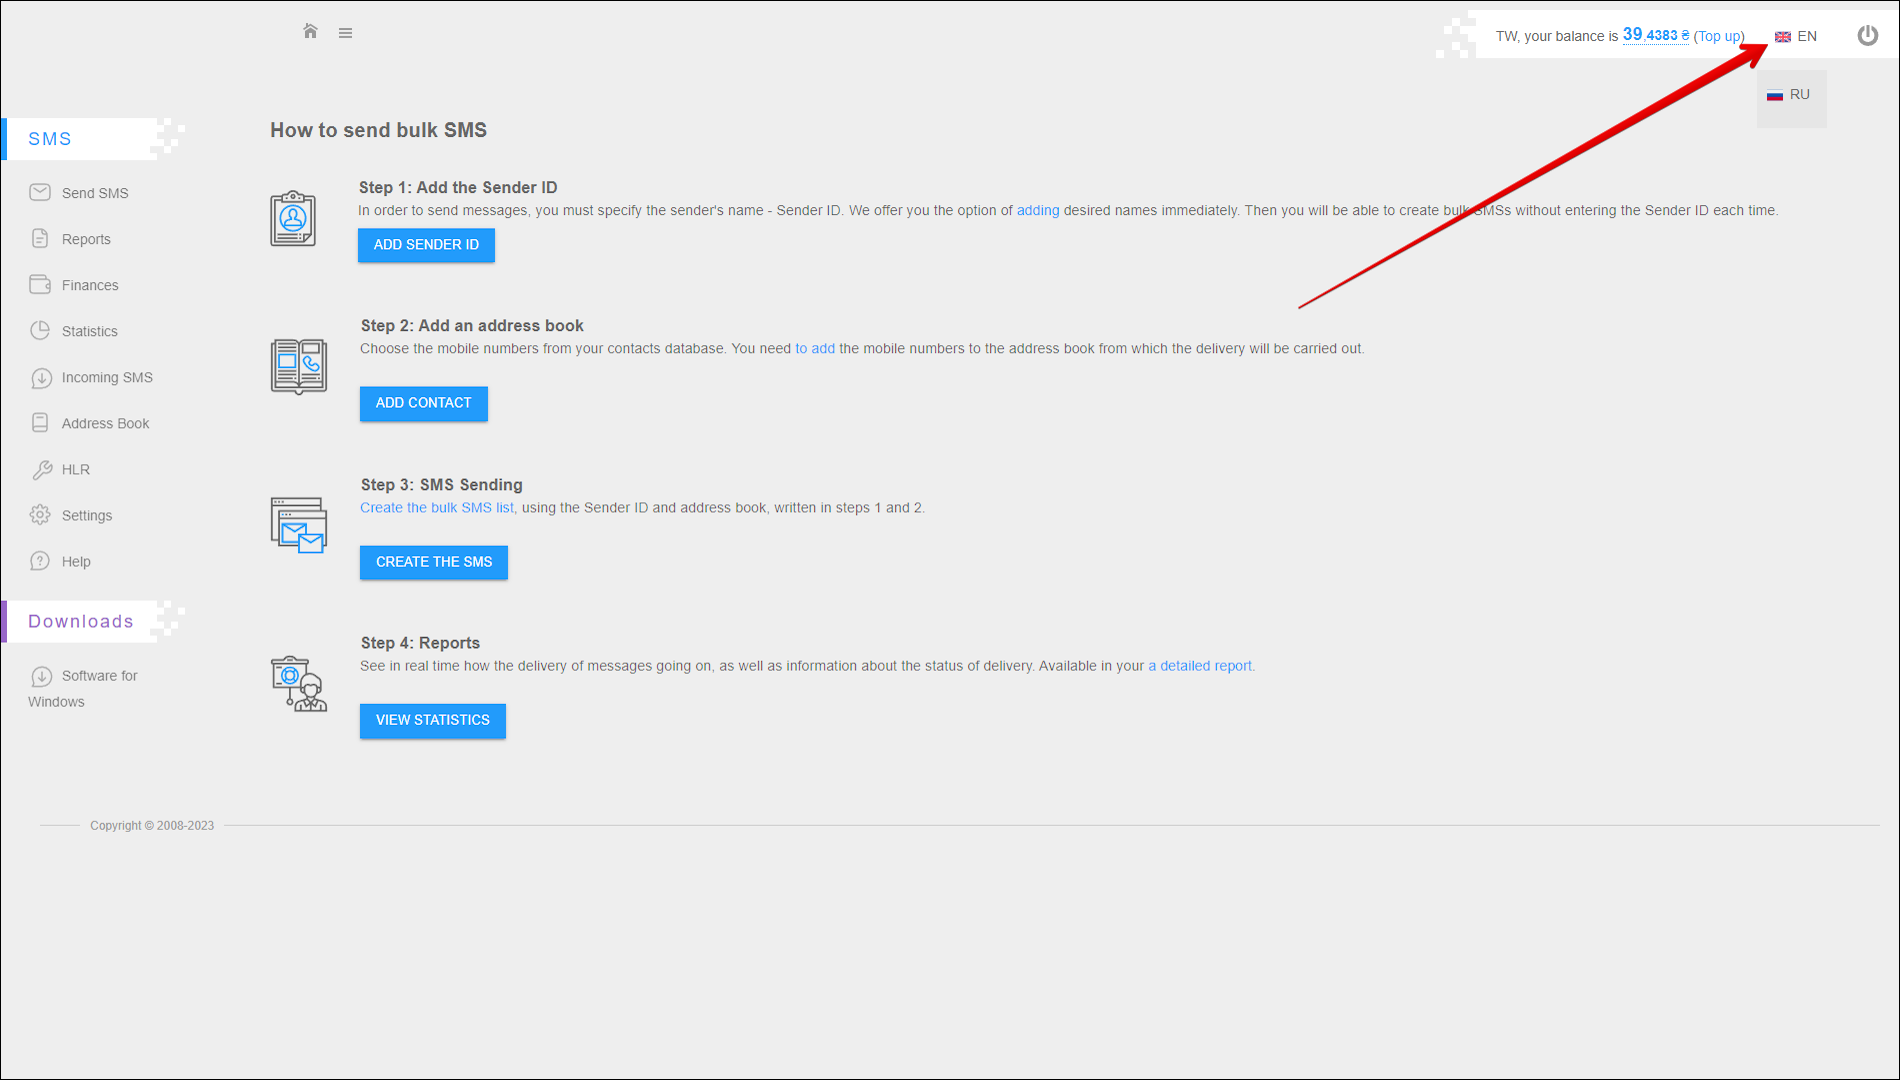 TW, your balance is 39,4383 ₴ (Top up)
EN
RU
SMS
Send SMS
Reports
Finances
Statistics
Incoming SMS
Address Book
HLR
Settings
Help
Downloads
Software for
Windows
How to send bulk SMS
Step 1: Add the Sender ID
In order to send messages, you must specify the sender's name - Sender ID. We offer you the option of adding desired names immediately. Then you will be able to create bulk SMSs without entering the Sender ID each time.
ADD SENDER ID
Step 2: Add an address book
Choose the mobile numbers from your contacts database. You need to add the mobile numbers to the address book from which the delivery will be carried out.
ADD CONTACT
Step 3: SMS Sending
Create the bulk SMS list, using the Sender ID and address book, written in steps 1 and 2.
CREATE THE SMS
Step 4: Reports
See in real time how the delivery of messages going on, as well as information about the status of delivery. Available in your a detailed report.
VIEW STATISTICS
Copyright © 2008-2023